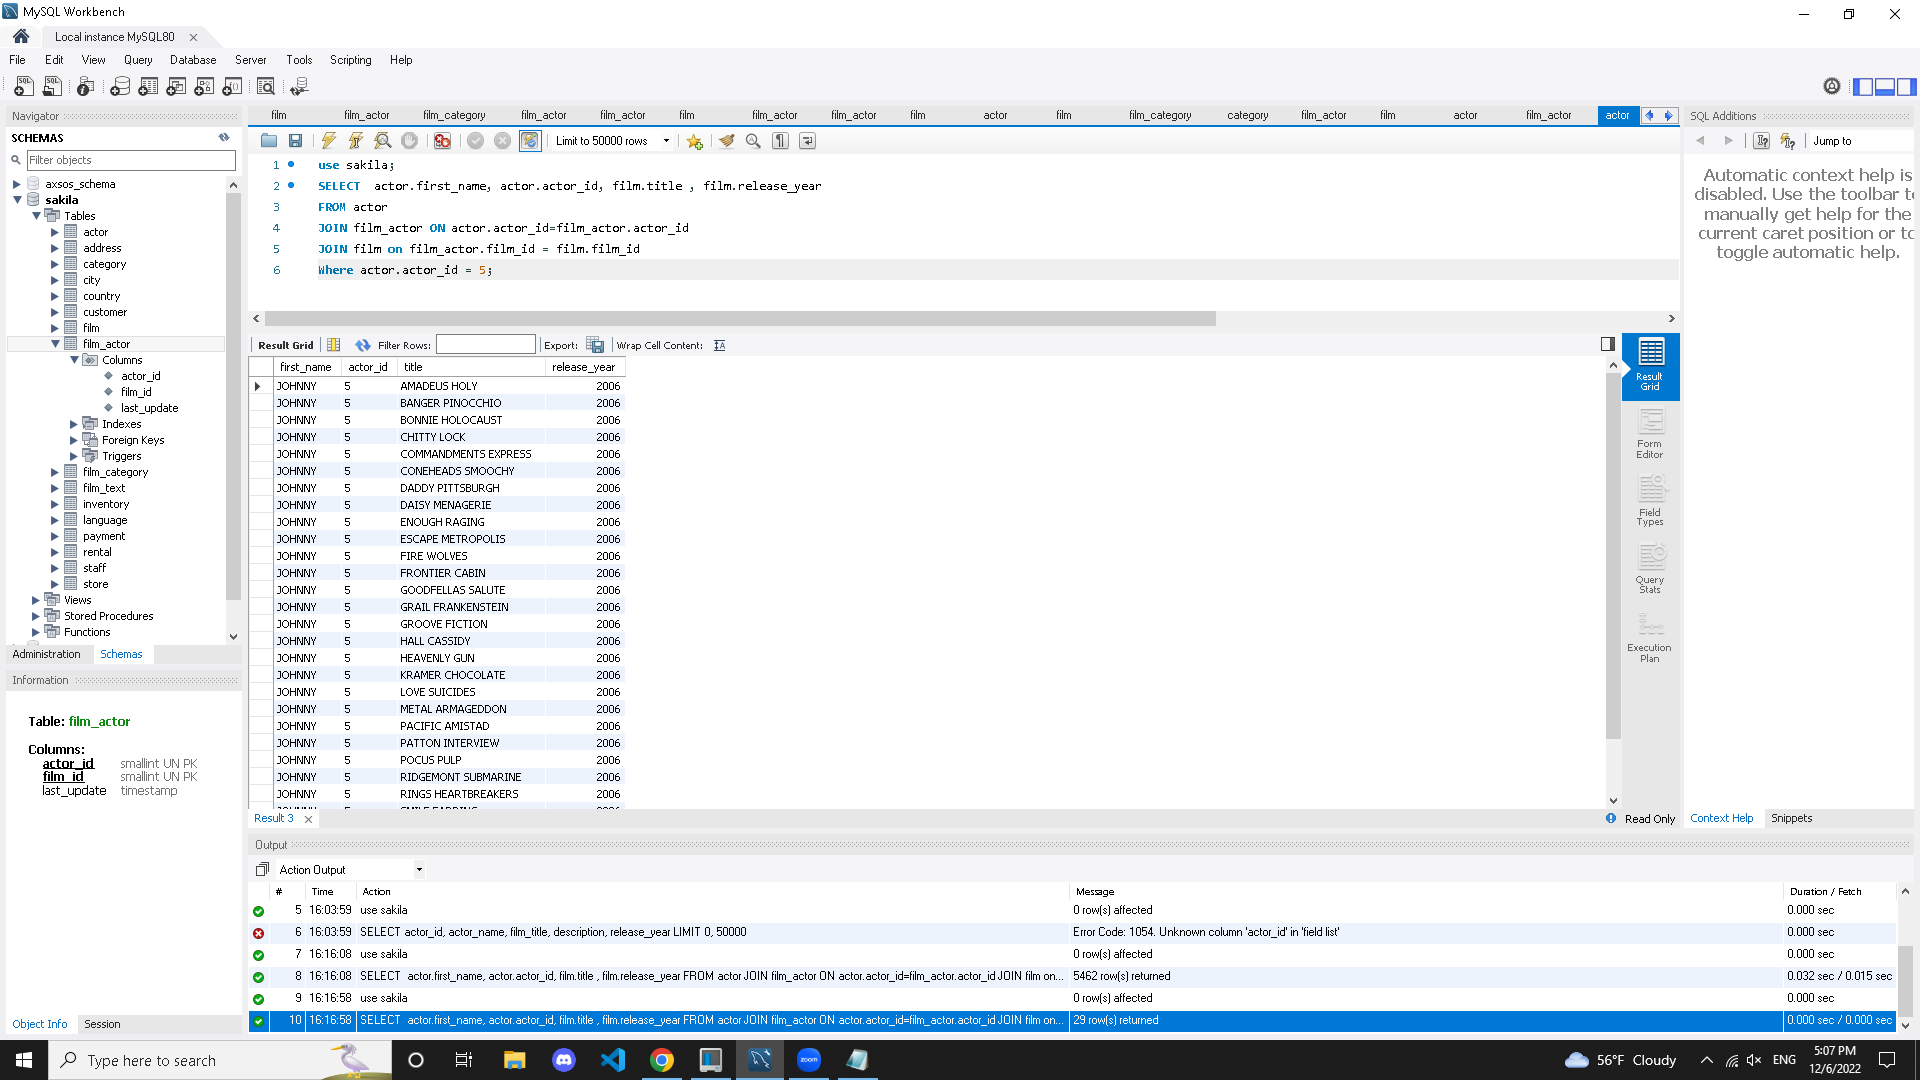 MySQL Workbench
Local instance MySQL80
File Edit View Query Database Server Tools Scripting Help
Navigator
SCHEMAS
Filter objects
axsos_schema
sakila
Tables
actor
address
category
city
country
customer
film
film_actor
Columns
actor_id
film_id
last_update
Indexes
Foreign Keys
Triggers
film_category
film_text
inventory
language
payment
rental
staff
store
Views
Stored Procedures
Functions
Administration Schemas
Information
Table: film_actor
Columns:
actor_id smallint UN PK
film_id smallint UN PK
last_update timestamp
Object Info Session
film film_actor film_category film_actor film_actor film film_actor film_actor film actor film film_category category film_actor film actor film_actor actor
Limit to 50000 rows
1 use sakila;
2 SELECT  actor.first_name, actor.actor_id, film.title , film.release_year
3 FROM actor
4 JOIN film_actor ON actor.actor_id=film_actor.actor_id
5 JOIN film on film_actor.film_id = film.film_id
6 Where actor.actor_id = 5;
Result Grid Filter Rows: Export: Wrap Cell Content:
first_name actor_id title release_year
JOHNNY 5 AMADEUS HOLY 2006
JOHNNY 5 BANGER PINOCCHIO 2006
JOHNNY 5 BONNIE HOLOCAUST 2006
JOHNNY 5 CHITTY LOCK 2006
JOHNNY 5 COMMANDMENTS EXPRESS 2006
JOHNNY 5 CONEHEADS SMOOCHY 2006
JOHNNY 5 DADDY PITTSBURGH 2006
JOHNNY 5 DAISY MENAGERIE 2006
JOHNNY 5 ENOUGH RAGING 2006
JOHNNY 5 ESCAPE METROPOLIS 2006
JOHNNY 5 FIRE WOLVES 2006
JOHNNY 5 FRONTIER CABIN 2006
JOHNNY 5 GOODFELLAS SALUTE 2006
JOHNNY 5 GRAIL FRANKENSTEIN 2006
JOHNNY 5 GROOVE FICTION 2006
JOHNNY 5 HALL CASSIDY 2006
JOHNNY 5 HEAVENLY GUN 2006
JOHNNY 5 KRAMER CHOCOLATE 2006
JOHNNY 5 LOVE SUICIDES 2006
JOHNNY 5 METAL ARMAGEDDON 2006
JOHNNY 5 PACIFIC AMISTAD 2006
JOHNNY 5 PATTON INTERVIEW 2006
JOHNNY 5 POCUS PULP 2006
JOHNNY 5 RIDGEMONT SUBMARINE 2006
JOHNNY 5 RINGS HEARTBREAKERS 2006
Result
Grid
Form
Editor
Field
Types
Query
Stats
Execution
Plan
Result 3 Read Only
SQL Additions
Jump to
Automatic context help is
disabled. Use the toolbar
manually get help for the
current caret position or
toggle automatic help.
Context Help Snippets
Output
Action Output
# Time Action Message Duration / Fetch
5 16:03:59 use sakila 0 row(s) affected 0.000 sec
6 16:03:59 SELECT actor_id, actor_name, film_title, description, release_year LIMIT 0, 50000 Error Code: 1054. Unknown column 'actor_id' in 'field list' 0.000 sec
7 16:16:08 use sakila 0 row(s) affected 0.000 sec
8 16:16:08 SELECT  actor.first_name, actor.actor_id, film.title , film.release_year FROM actor JOIN film_actor ON actor.actor_id=film_actor.actor_id JOIN film on... 5462 row(s) returned 0.032 sec / 0.015 sec
9 16:16:58 use sakila 0 row(s) affected 0.000 sec
10 16:16:58 SELECT  actor.first_name, actor.actor_id, film.title , film.release_year FROM actor JOIN film_actor ON actor.actor_id=film_actor.actor_id JOIN film on... 29 row(s) returned 0.000 sec / 0.000 sec
Type here to search
zoom
56°F Cloudy
ENG
5:07 PM
12/6/2022